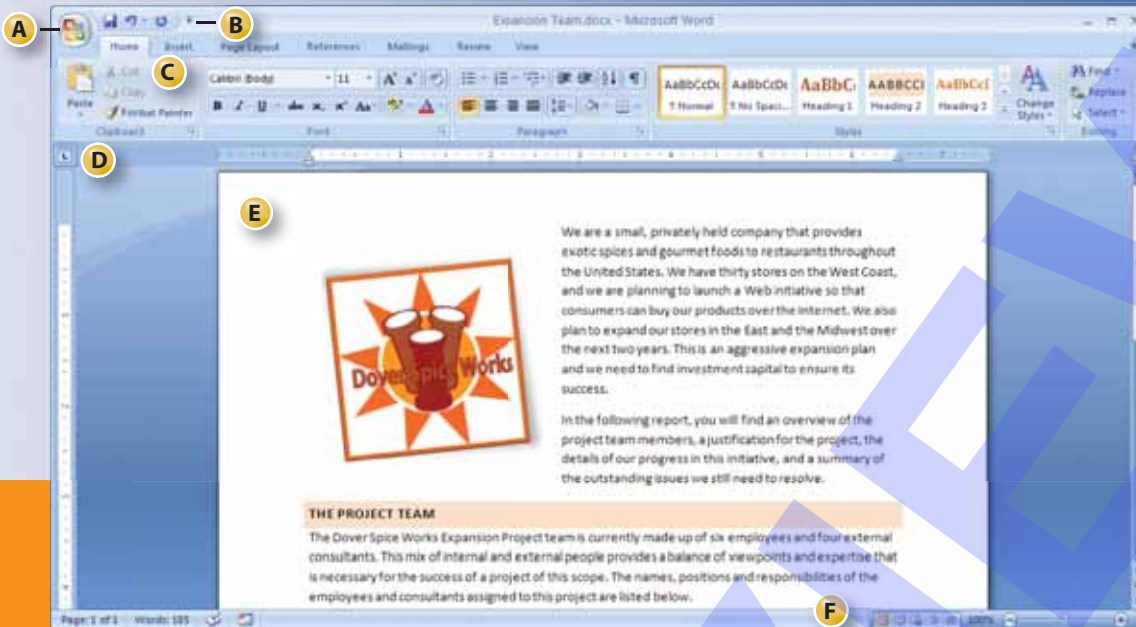 A
B
Expansion Team.docx - Microsoft Word
Home Insert Page Layout References Mailings Review View
C
Cut
Copy
Paste
Format Painter
Calibri (Body)
11
AaBbCcDc AaBbCcDc AaBbC AABBCCI AaBbCcI
¶ Normal ¶ No Spaci... Heading 1 Heading 2 Heading 3
Change
Styles
Find
Replace
Select
Clipboard Font Paragraph Styles Editing
D
E
We are a small, privately held company that provides
exotic spices and gourmet foods to restaurants throughout
the United States. We have thirty stores on the West Coast,
and we are planning to launch a Web initiative so that
consumers can buy our products over the Internet. We also
plan to expand our stores in the East and the Midwest over
the next two years. This is an aggressive expansion plan
and we need to find investment capital to ensure its
success.
Dover Spice Works
In the following report, you will find an overview of the
project team members, a justification for the project, the
details of our progress in this initiative, and a summary of
the outstanding issues we still need to resolve.
THE PROJECT TEAM
The Dover Spice Works Expansion Project team is currently made up of six employees and four external
consultants. This mix of internal and external people provides a balance of viewpoints and expertise that
is necessary for the success of a project of this scope. The names, positions and responsibilities of the
employees and consultants assigned to this project are listed below.
F
Page: 1 of 1 Words: 185
100%